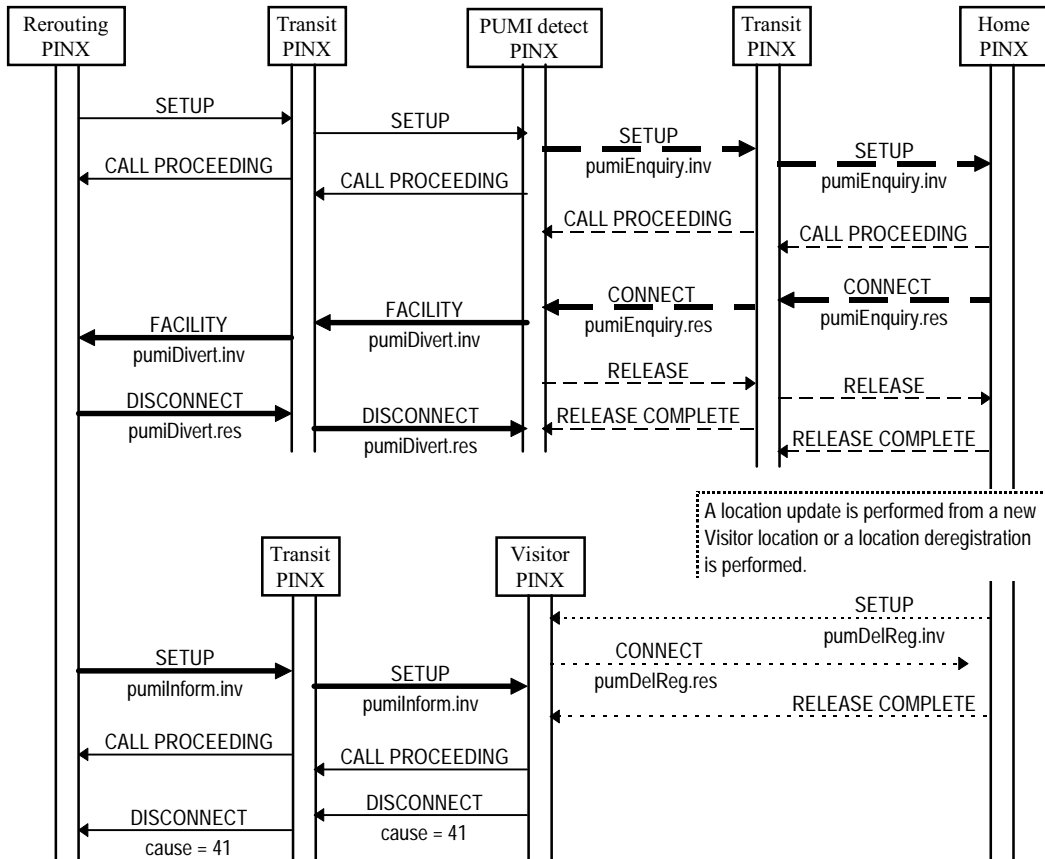 Rerouting
PINX
Transit
PINX
PUMI detect
PINX
Transit
PINX
Home
PINX
SETUP
SETUP
SETUP
pumiEnquiry.inv
SETUP
pumiEnquiry.inv
CALL PROCEEDING
CALL PROCEEDING
CALL PROCEEDING
CALL PROCEEDING
CONNECT
pumiEnquiry.res
CONNECT
pumiEnquiry.res
FACILITY
pumiDivert.inv
FACILITY
pumiDivert.inv
RELEASE
RELEASE
DISCONNECT
pumiDivert.res
DISCONNECT
pumiDivert.res
RELEASE COMPLETE
RELEASE COMPLETE
A location update is performed from a new
Visitor location or a location deregistration
is performed.
Transit
PINX
Visitor
PINX
SETUP
pumDelReg.inv
CONNECT
pumDelReg.res
SETUP
pumiInform.inv
SETUP
pumiInform.inv
RELEASE COMPLETE
CALL PROCEEDING
CALL PROCEEDING
DISCONNECT
cause = 41
DISCONNECT
cause = 41